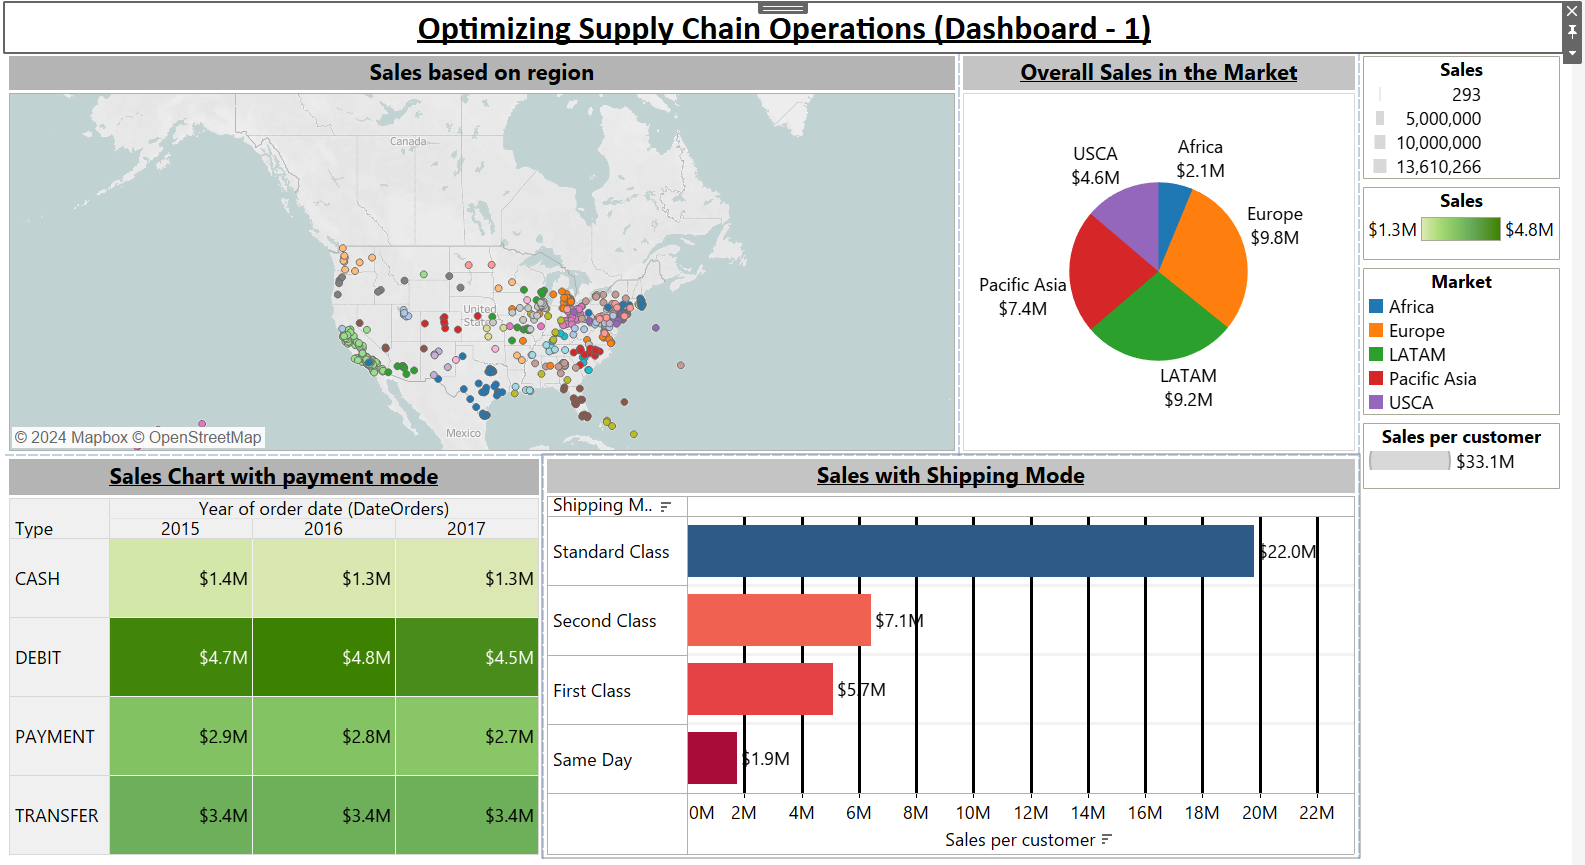 Optimizing Supply Chain Operations (Dashboard - 1)
Sales based on region
Canada
United
States
Mexico
© 2024 Mapbox © OpenStreetMap
Overall Sales in the Market
Africa
$2.1M
USCA
$4.6M
Europe
$9.8M
Pacific Asia
$7.4M
LATAM
$9.2M
Sales
293
5,000,000
10,000,000
13,610,266
Sales
$1.3M $4.8M
Market
Africa
Europe
LATAM
Pacific Asia
USCA
Sales per customer
$33.1M
Sales Chart with payment mode
Year of order date (DateOrders)
Type 2015 2016 2017
CASH $1.4M $1.3M $1.3M
DEBIT $4.7M $4.8M $4.5M
PAYMENT $2.9M $2.8M $2.7M
TRANSFER $3.4M $3.4M $3.4M
Sales with Shipping Mode
Shipping M..
Standard Class $22.0M
Second Class $7.1M
First Class $5.7M
Same Day $1.9M
0M 2M 4M 6M 8M 10M 12M 14M 16M 18M 20M 22M
Sales per customer